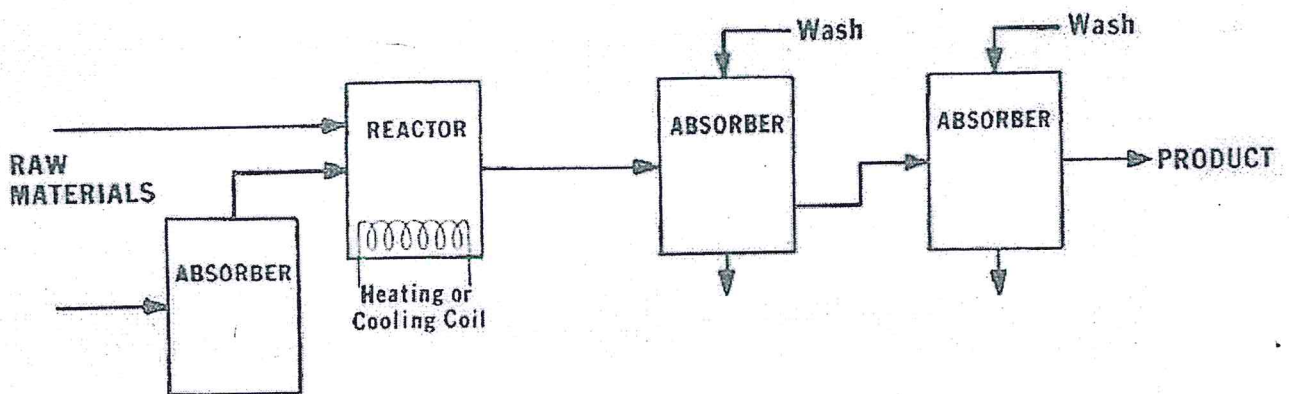 Wash
Wash
REACTOR
ABSORBER
ABSORBER
RAW
MATERIALS
PRODUCT
ABSORBER
Heating or
Cooling Coil